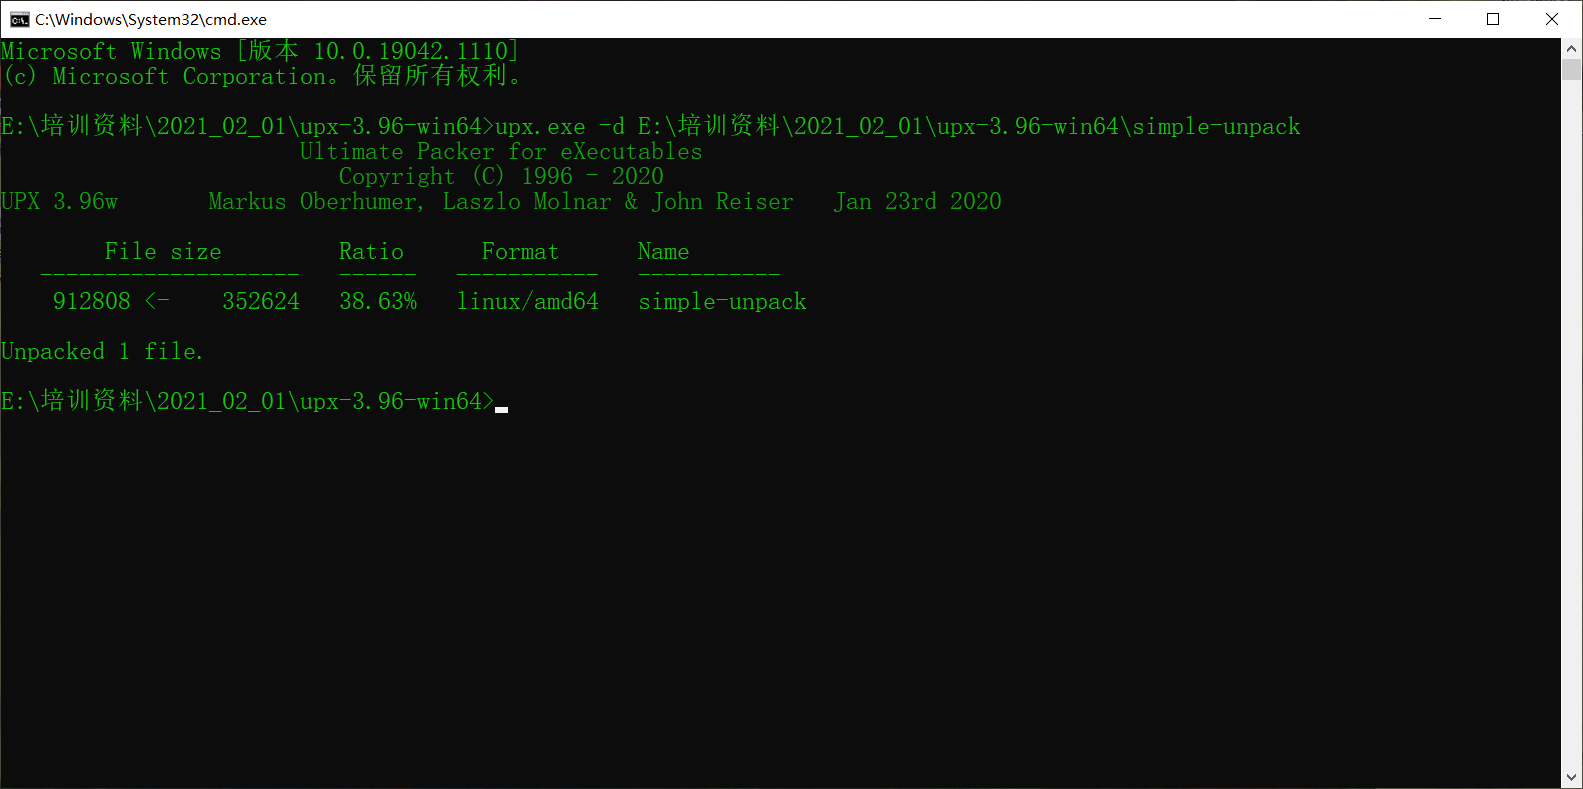 C:\Windows\System32\cmd.exe
Microsoft Windows [版本 10.0.19042.1110]
(c) Microsoft Corporation。保留所有权利。
E:\培训资料\2021_02_01\upx-3.96-win64>upx.exe -d E:\培训资料\2021_02_01\upx-3.96-win64\simple-unpack
Ultimate Packer for eXecutables
Copyright (C) 1996 - 2020
UPX 3.96w       Markus Oberhumer, Laszlo Molnar & John Reiser   Jan 23rd 2020
File size         Ratio      Format      Name
--------------------   ------   -----------   -----------
912808 <-    352624   38.63%   linux/amd64   simple-unpack
Unpacked 1 file.
E:\培训资料\2021_02_01\upx-3.96-win64>